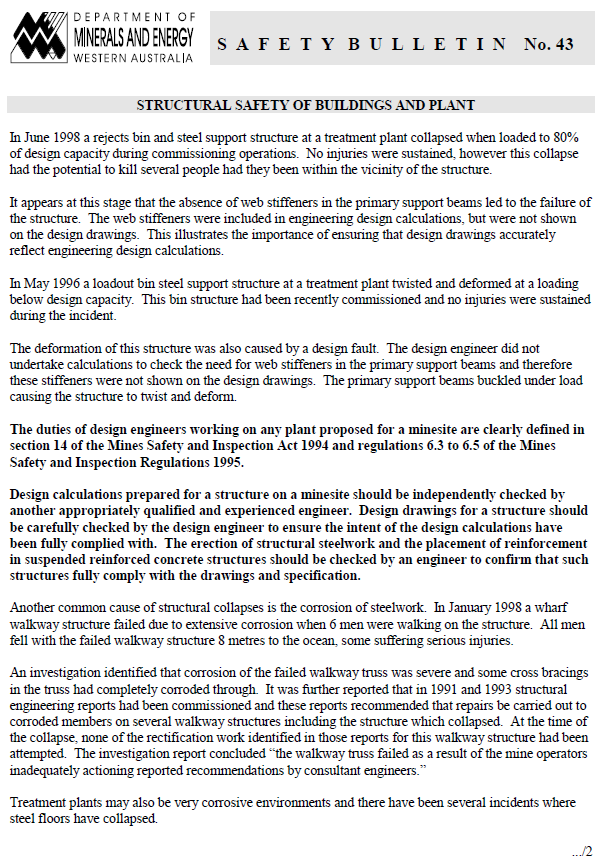 DEPARTMENT OF
MINERALS AND ENERGY
WESTERN AUSTRALIA
SAFETY BULLETIN No. 43
STRUCTURAL SAFETY OF BUILDINGS AND PLANT
In June 1998 a rejects bin and steel support structure at a treatment plant collapsed when loaded to 80%
of design capacity during commissioning operations. No injuries were sustained, however this collapse
had the potential to kill several people had they been within the vicinity of the structure.
It appears at this stage that the absence of web stiffeners in the primary support beams led to the failure of
the structure. The web stiffeners were included in engineering design calculations, but were not shown
on the design drawings. This illustrates the importance of ensuring that design drawings accurately
reflect engineering design calculations.
In May 1996 a loadout bin steel support structure at a treatment plant twisted and deformed at a loading
below design capacity. This bin structure had been recently commissioned and no injuries were sustained
during the incident.
The deformation of this structure was also caused by a design fault. The design engineer did not
undertake calculations to check the need for web stiffeners in the primary support beams and therefore
these stiffeners were not shown on the design drawings. The primary support beams buckled under load
causing the structure to twist and deform.
The duties of design engineers working on any plant proposed for a minesite are clearly defined in
section 14 of the Mines Safety and Inspection Act 1994 and regulations 6.3 to 6.5 of the Mines
Safety and Inspection Regulations 1995.
Design calculations prepared for a structure on a minesite should be independently checked by
another appropriately qualified and experienced engineer. Design drawings for a structure should
be carefully checked by the design engineer to ensure the intent of the design calculations have
been fully complied with. The erection of structural steelwork and the placement of reinforcement
in suspended reinforced concrete structures should be checked by an engineer to confirm that such
structures fully comply with the drawings and specification.
Another common cause of structural collapses is the corrosion of steelwork. In January 1998 a wharf
walkway structure failed due to extensive corrosion when 6 men were walking on the structure. All men
fell with the failed walkway structure 8 metres to the ocean, some suffering serious injuries.
An investigation identified that corrosion of the failed walkway truss was severe and some cross bracings
in the truss had completely corroded through. It was further reported that in 1991 and 1993 structural
engineering reports had been commissioned and these reports recommended that repairs be carried out to
corroded members on several walkway structures including the structure which collapsed. At the time of
the collapse, none of the rectification work identified in those reports for this walkway structure had been
attempted. The investigation report concluded “the walkway truss failed as a result of the mine operators
inadequately actioning reported recommendations by consultant engineers.”
Treatment plants may also be very corrosive environments and there have been several incidents where
steel floors have collapsed.
.../2